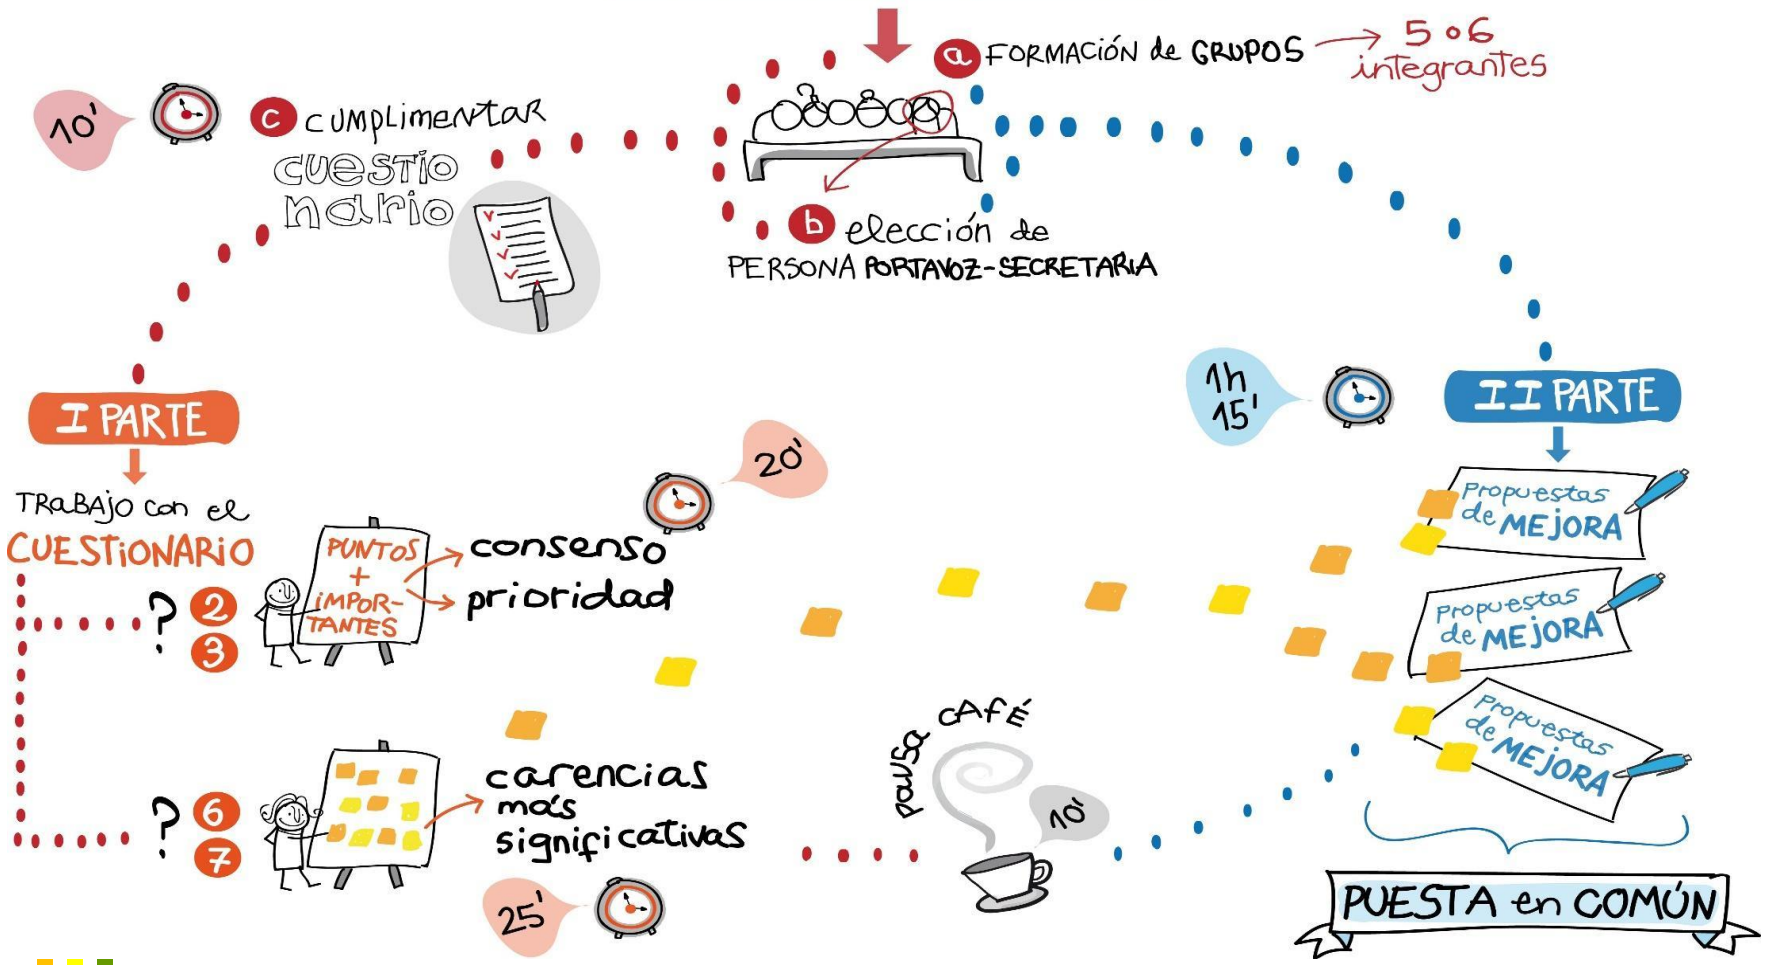 a FORMACIÓN de GRUPOS
5 o 6
integrantes
b elección de
PERSONA PORTAVOZ-SECRETARIA
10'
c CUMPLIMENTAR
CUESTIO
NARIO
I PARTE
TRABAJO con el
CUESTIONARIO
? 2
3
PUNTOS
+
IMPOR-
TANTES
consenso
prioridad
20'
? 6
7
carencias
más
significativas
25'
pausa CAFÉ
10'
1h
15'
II PARTE
Propuestas
de MEJORA
Propuestas
de MEJORA
Propuestas
de MEJORA
PUESTA en COMÚN